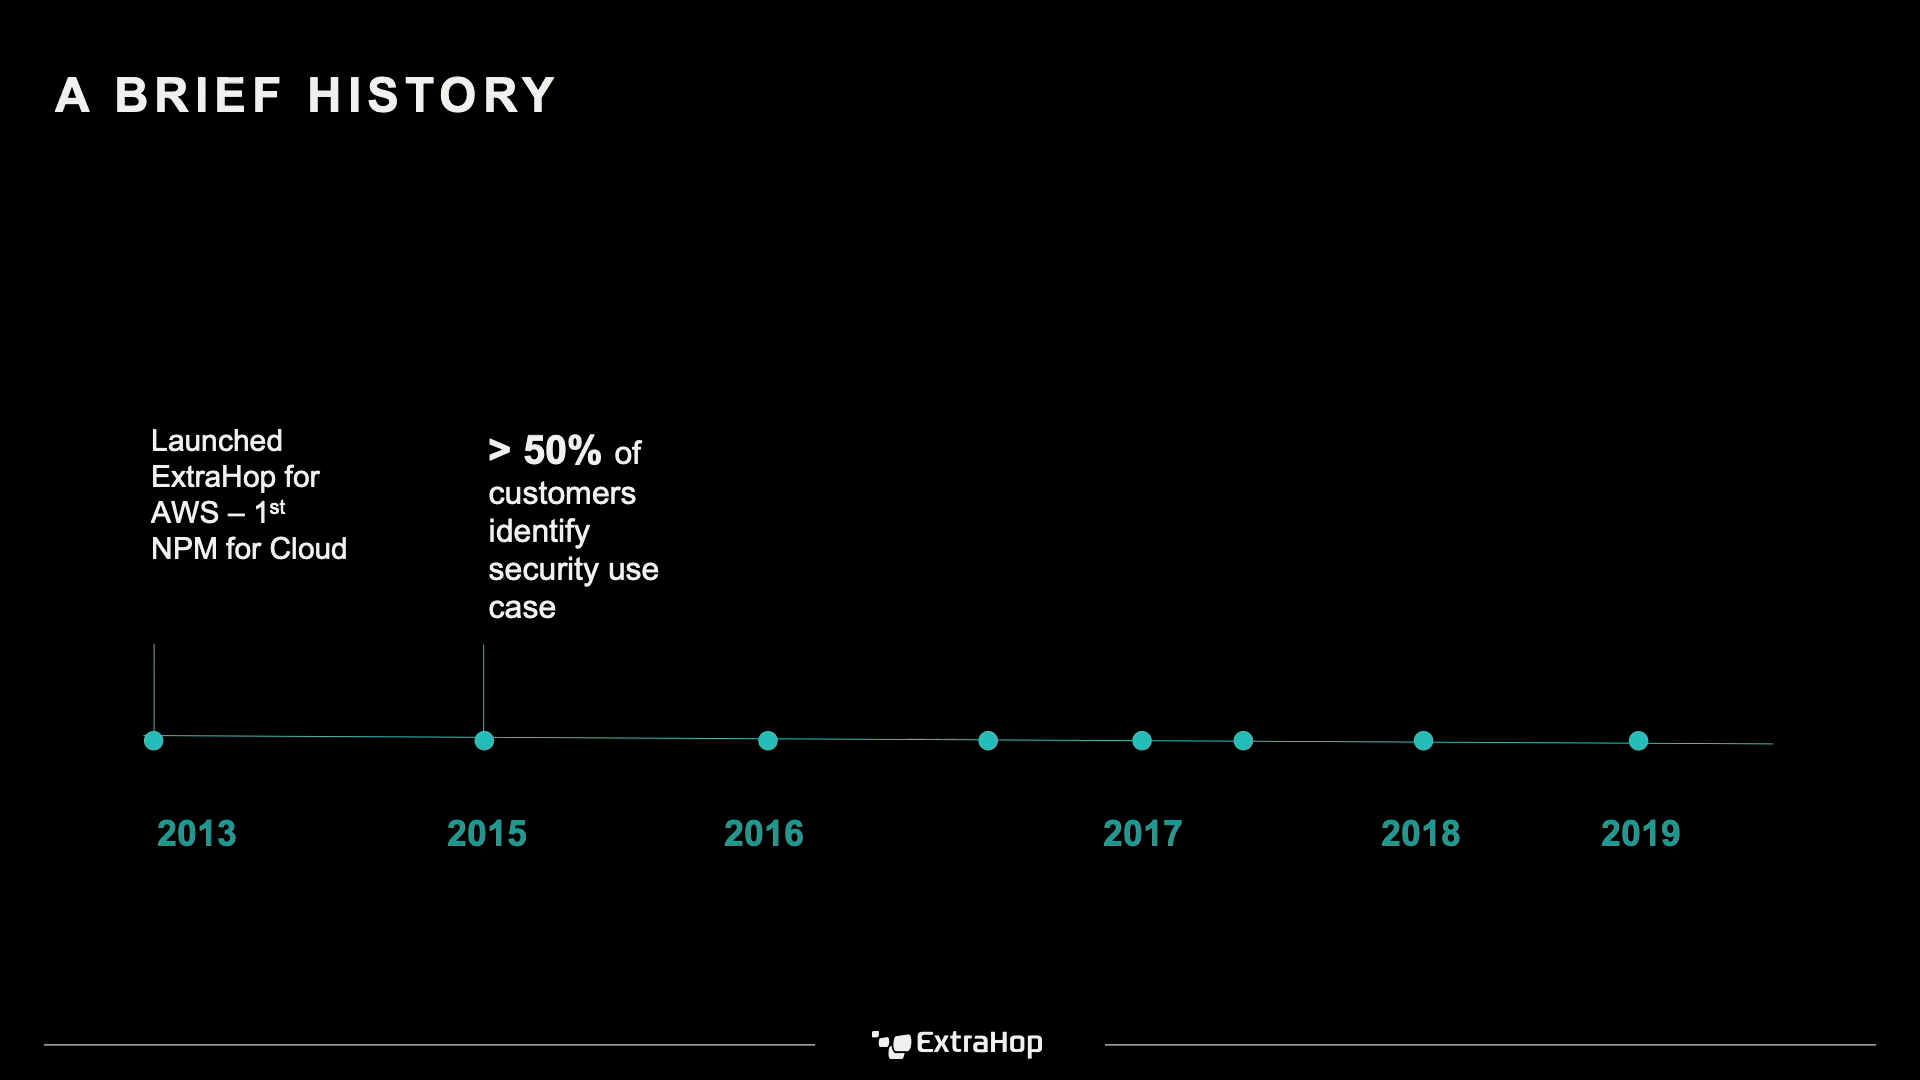 A BRIEF HISTORY
Launched
ExtraHop for
AWS – 1st
NPM for Cloud
> 50% of
customers
identify
security use
case
2013
2015
2016
2017
2018
2019
ExtraHop